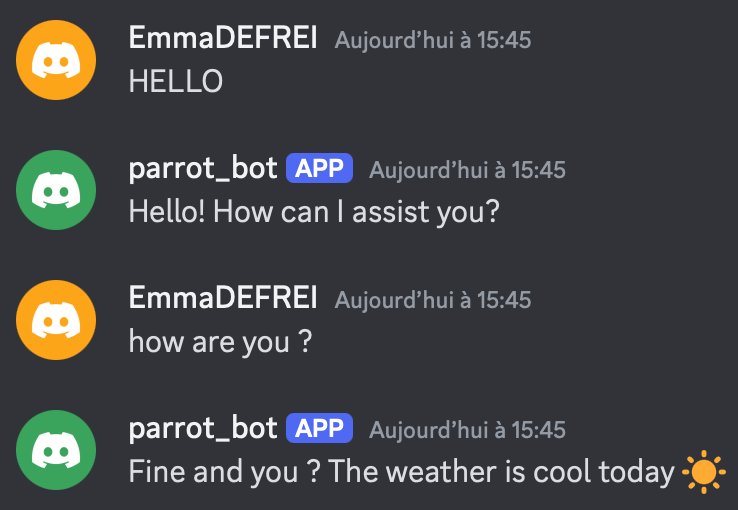 EmmaDEFREI Aujourd’hui à 15:45
HELLO
parrot_bot APP Aujourd’hui à 15:45
Hello! How can I assist you?
EmmaDEFREI Aujourd’hui à 15:45
how are you ?
parrot_bot APP Aujourd’hui à 15:45
Fine and you ? The weather is cool today ☀️